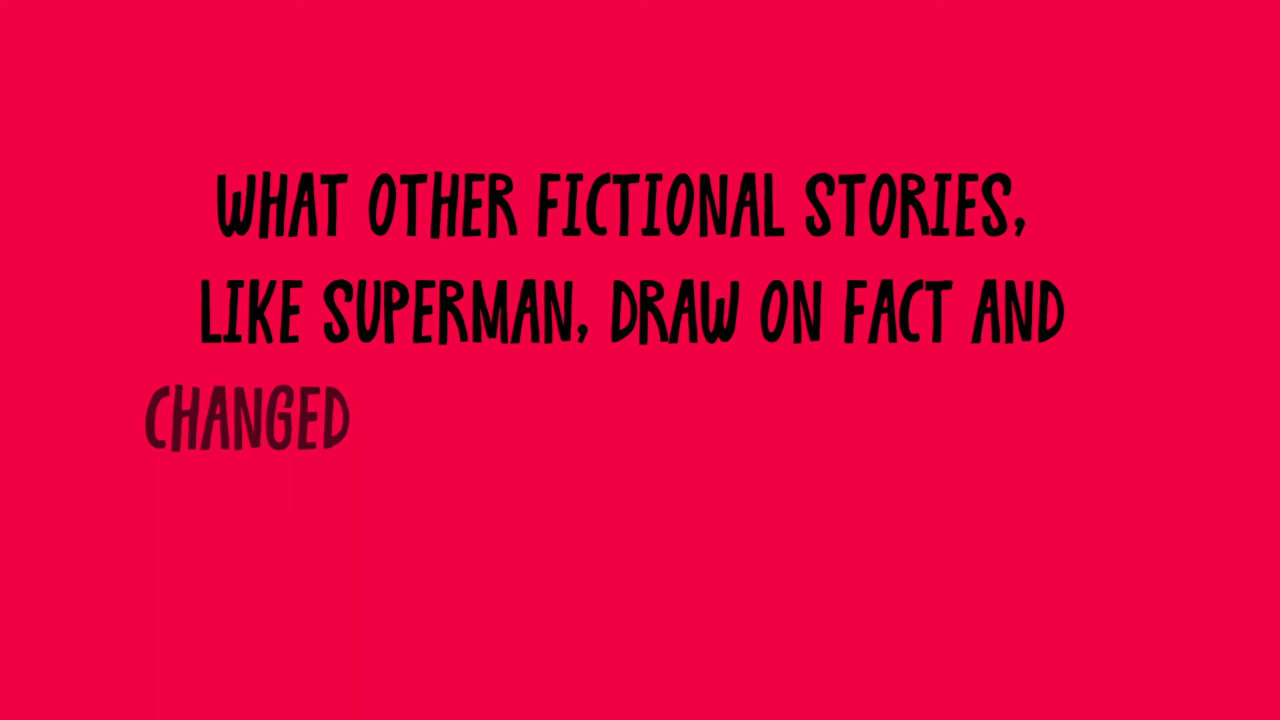 WHAT OTHER FICTIONAL STORIES,
LIKE SUPERMAN, DRAW ON FACT AND
CHANGED